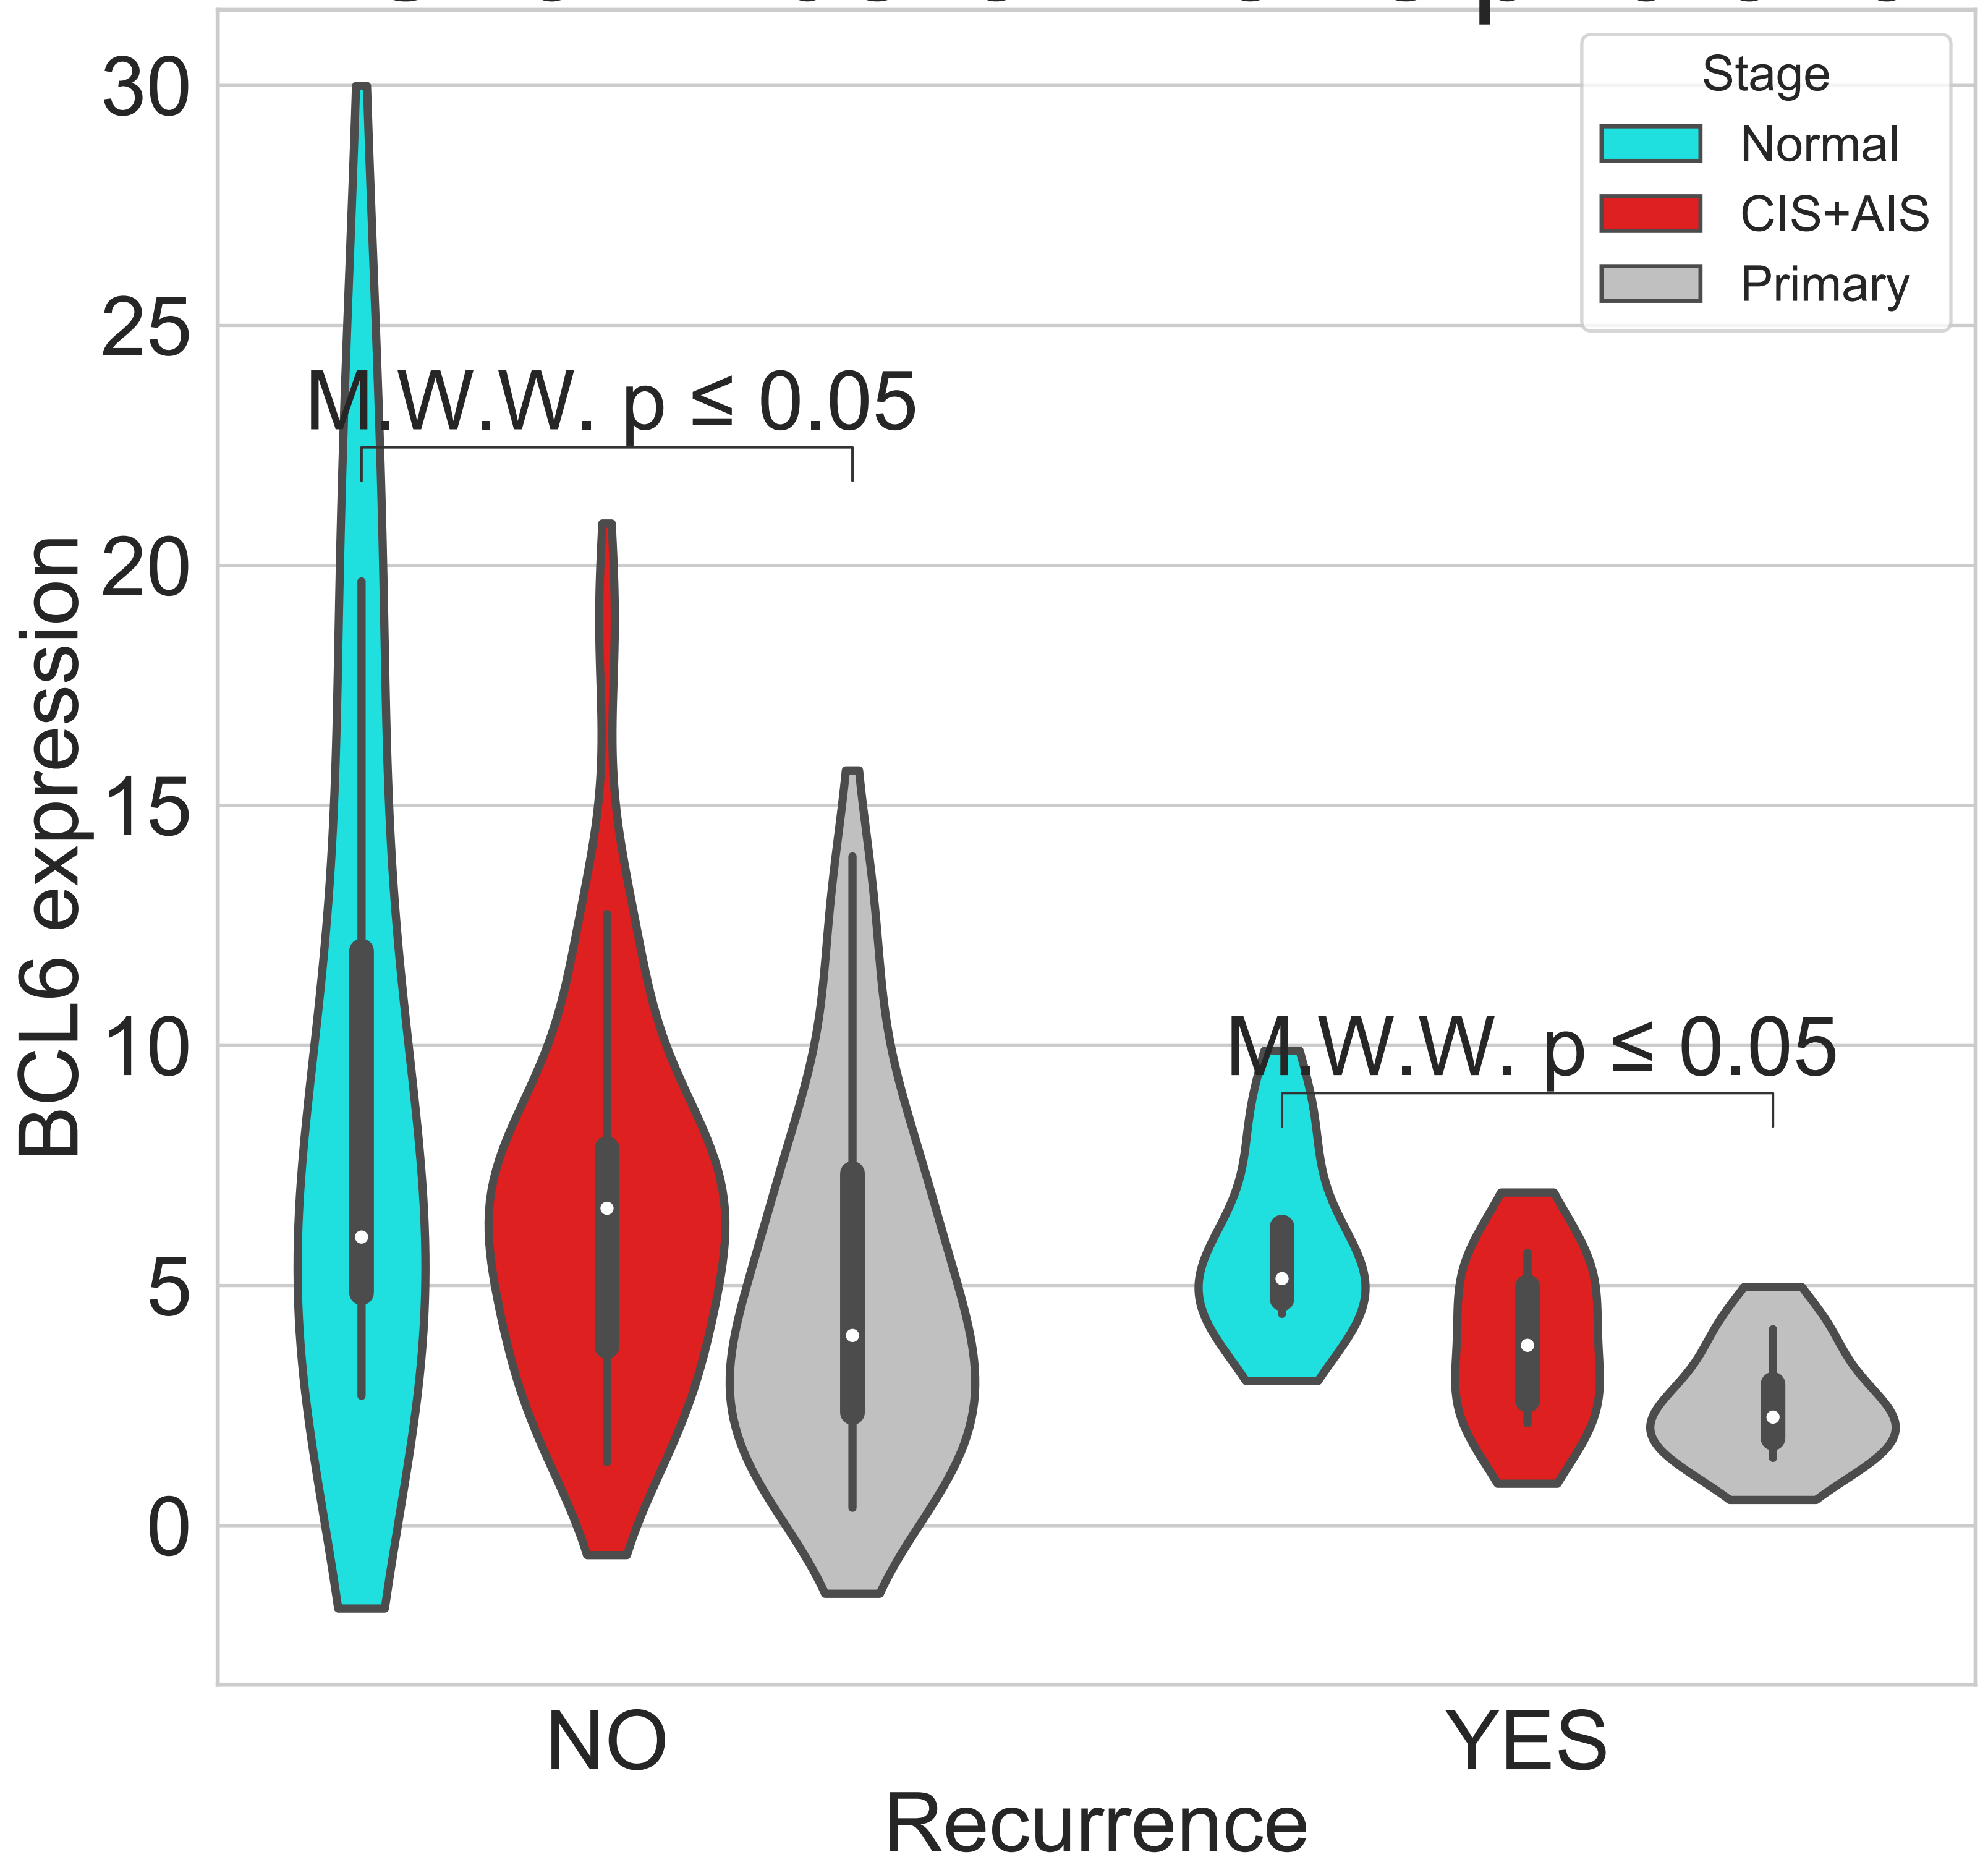 Stage
Normal
CIS+AIS
Primary
30
25
20
15
10
5
0
BCL6 expression
M.W.W. p ≤ 0.05
M.W.W. p ≤ 0.05
NO
YES
Recurrence